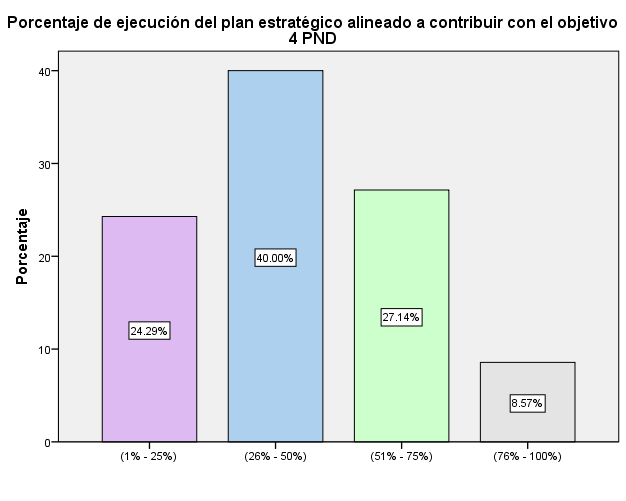 Porcentaje de ejecución del plan estratégico alineado a contribuir con el objetivo
4 PND
Porcentaje
40
30
20
10
0
24.29%
40.00%
27.14%
8.57%
(1% - 25%)
(26% - 50%)
(51% - 75%)
(76% - 100%)